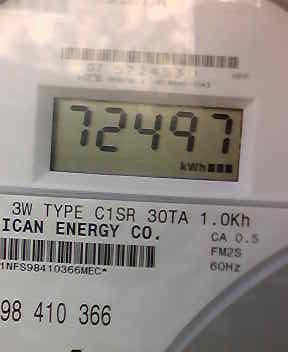 72497
kWh
3W TYPE C1SR 30TA 1.0Kh
ICAN ENERGY CO.
CA 0.5
FM2S
1NFS98410366MEC*
60Hz
98 410 366